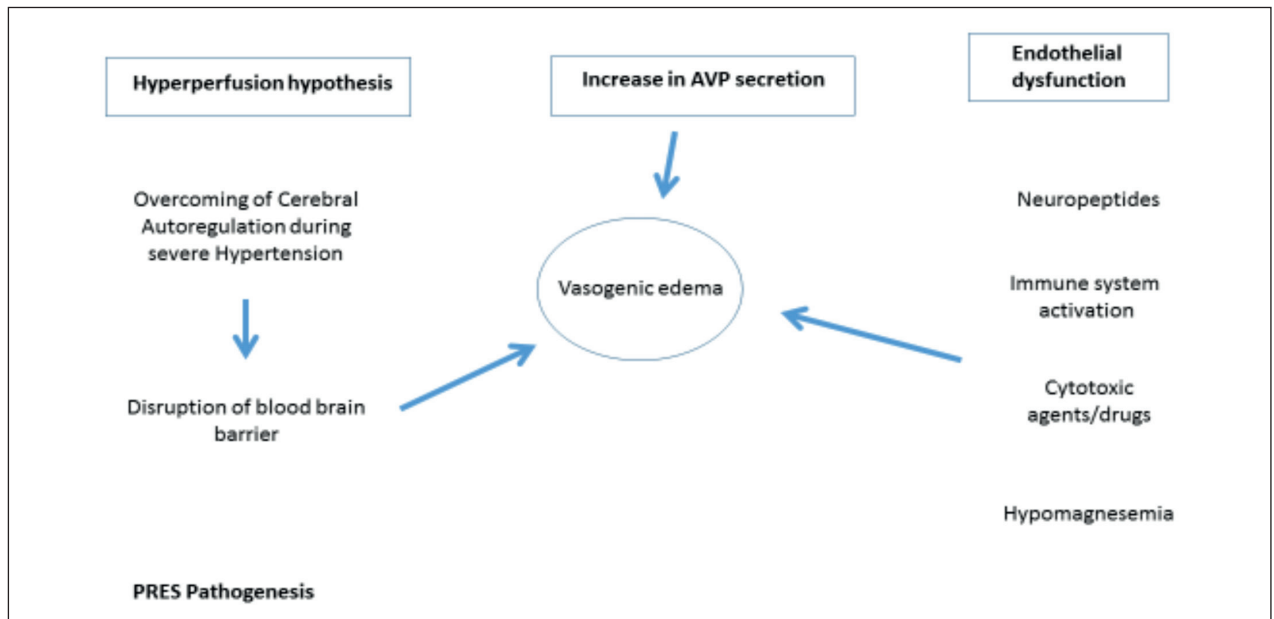 Hyperperfusion hypothesis
Overcoming of Cerebral
Autoregulation during
severe Hypertension
Disruption of blood brain
barrier
Increase in AVP secretion
Vasogenic edema
Endothelial
dysfunction
Neuropeptides
Immune system
activation
Cytotoxic
agents/drugs
Hypomagnesemia
PRES Pathogenesis